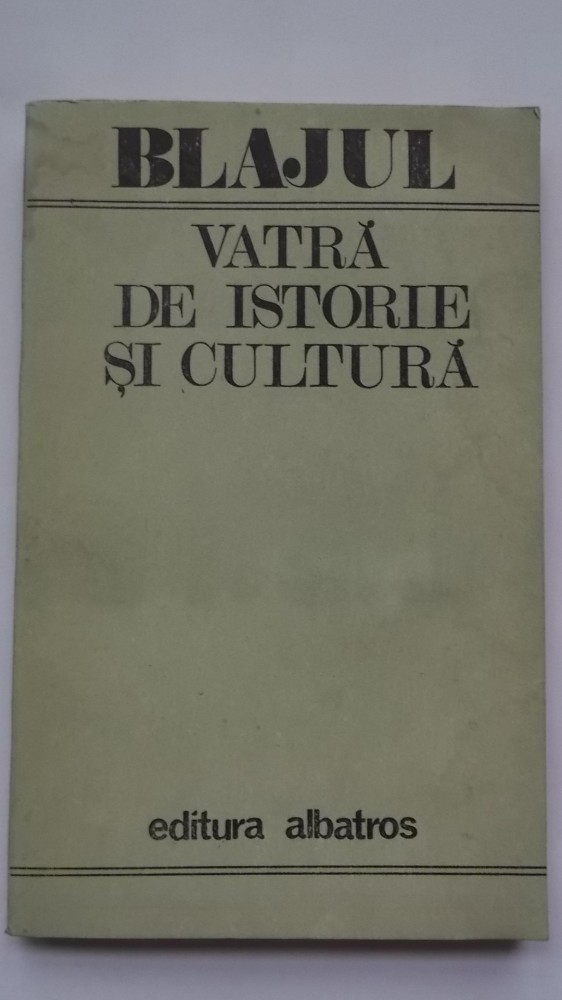 BLAJUL
VATRĂ
DE ISTORIE
ȘI CULTURĂ
editura albatros